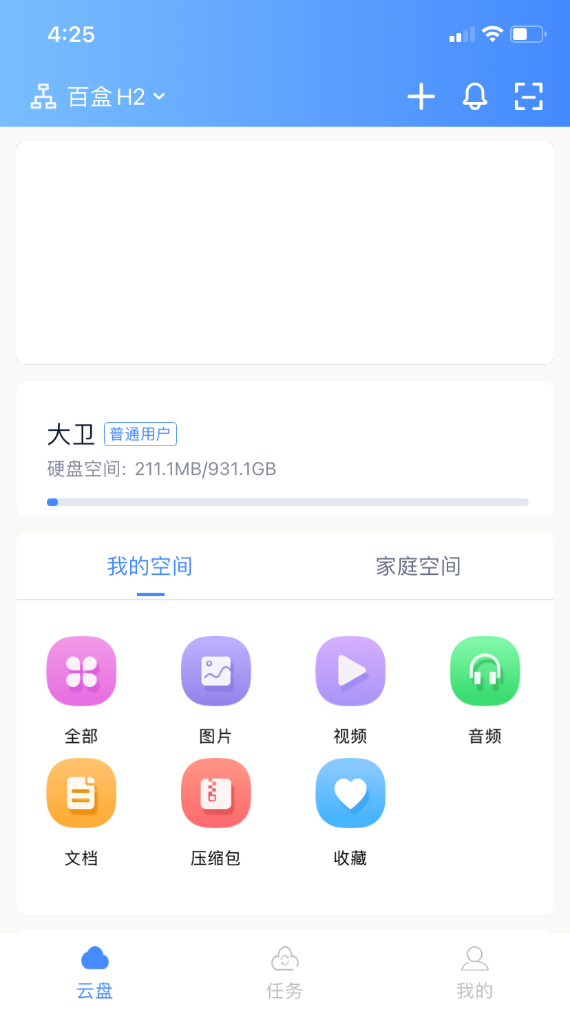 4:25
百盒 H2
大卫 普通用户
硬盘空间: 211.1MB/931.1GB
我的空间 家庭空间
全部 图片 视频 音频
文档 压缩包 收藏
云盘 任务 我的